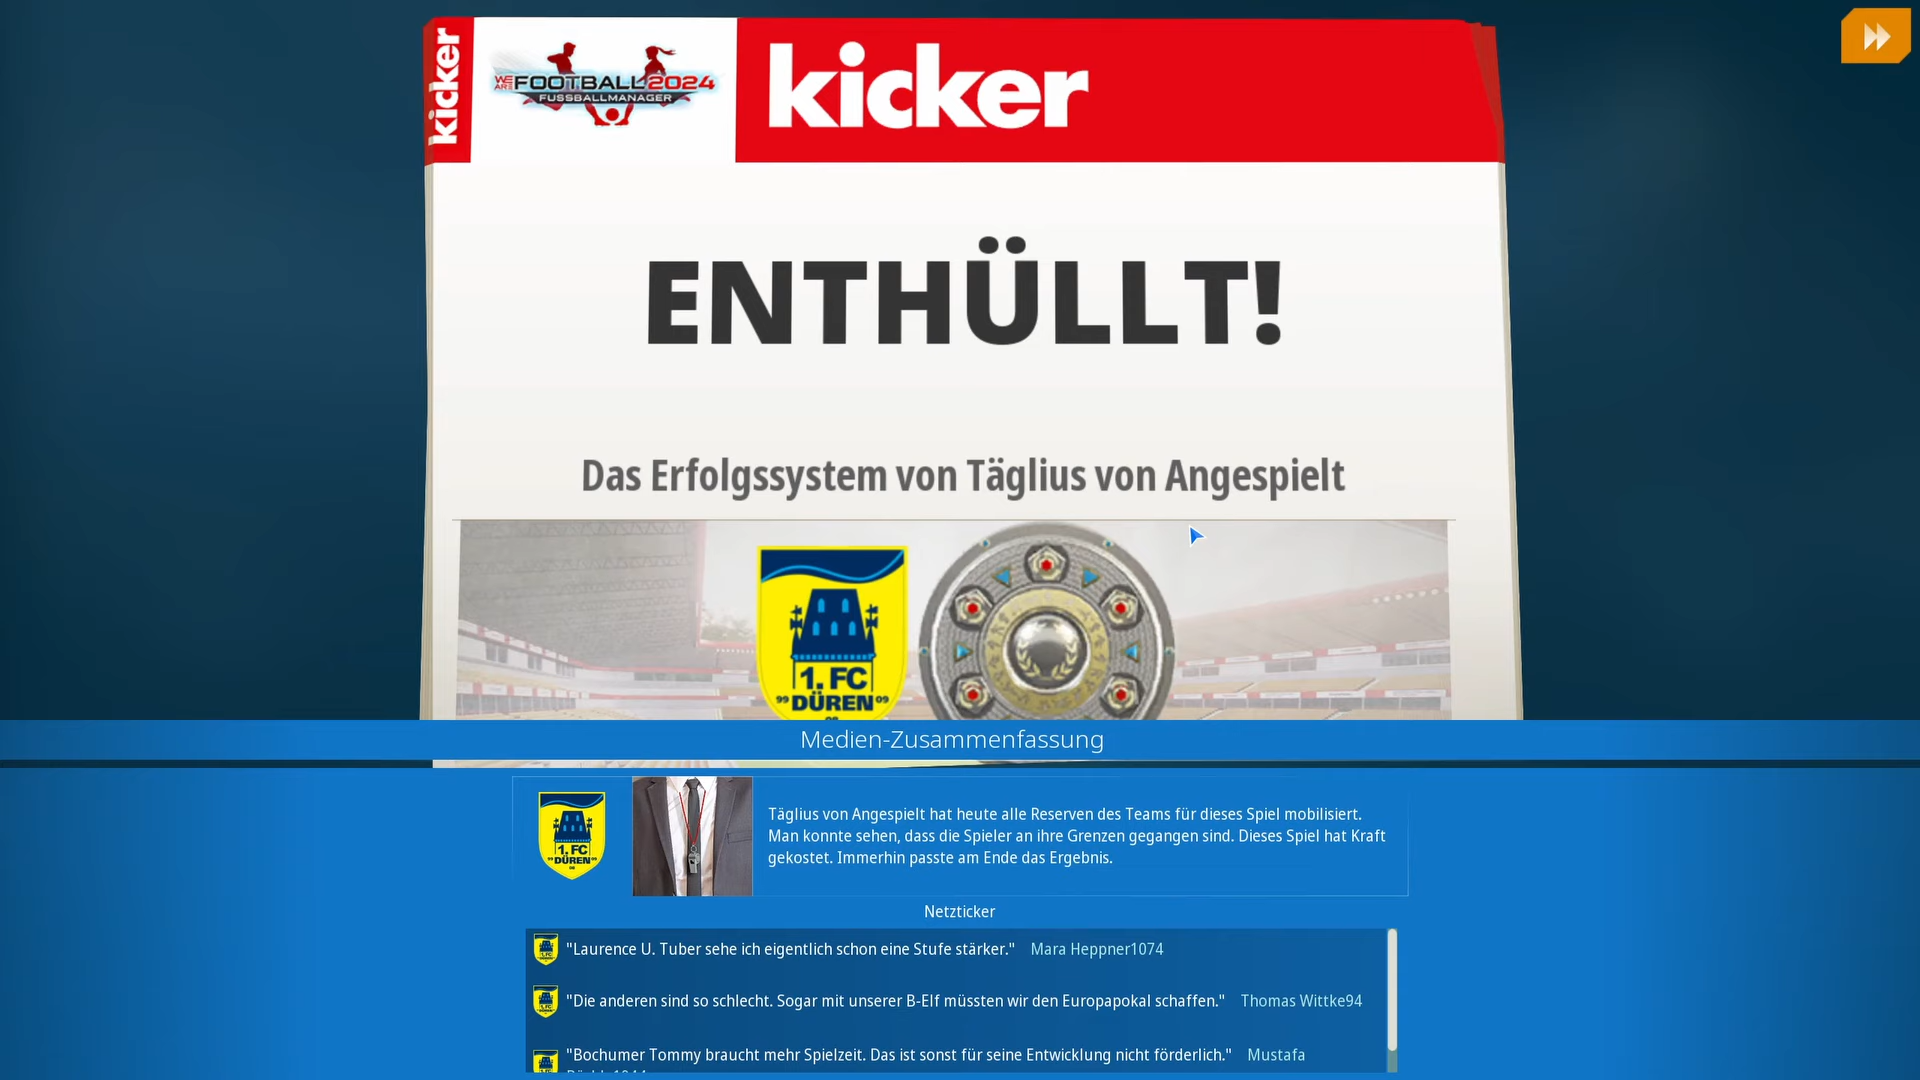 kicker
WE ARE FOOTBALL 2024
FUSSBALLMANAGER
kicker
ENTHÜLLT!
Das Erfolgssystem von Täglius von Angespielt
1. FC
99 DÜREN 09
Medien-Zusammenfassung
1. FC
DÜREN
Täglius von Angespielt hat heute alle Reserven des Teams für dieses Spiel mobilisiert.
Man konnte sehen, dass die Spieler an ihre Grenzen gegangen sind. Dieses Spiel hat Kraft
gekostet. Immerhin passte am Ende das Ergebnis.
Netzticker
"Laurence U. Tuber sehe ich eigentlich schon eine Stufe stärker." Mara Heppner1074
"Die anderen sind so schlecht. Sogar mit unserer B-Elf müssten wir den Europapokal schaffen." Thomas Wittke94
"Bochumer Tommy braucht mehr Spielzeit. Das ist sonst für seine Entwicklung nicht förderlich." Mustafa